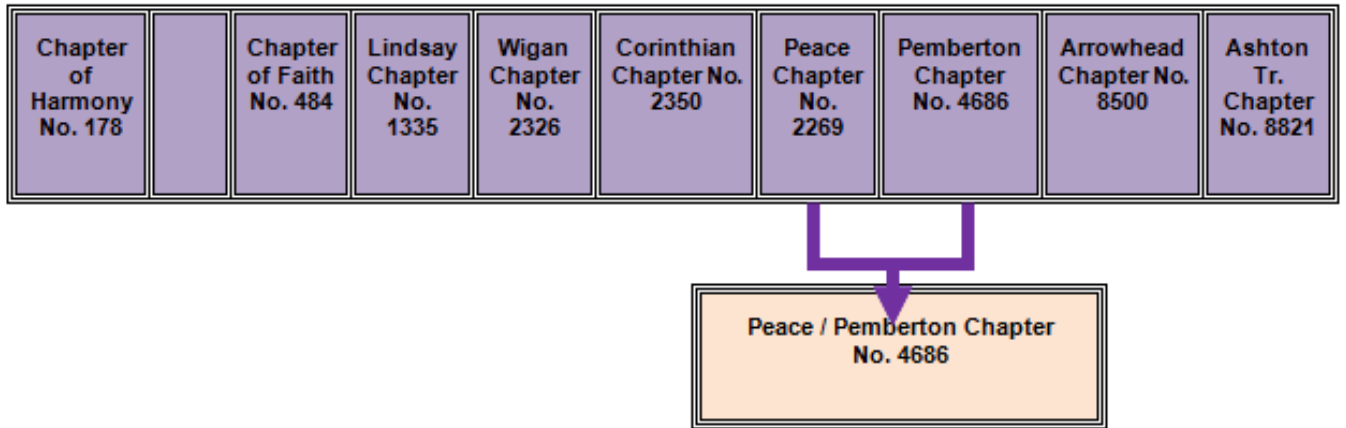 Chapter
of
Harmony
No. 178
Chapter
of Faith
No. 484
Lindsay
Chapter
No.
1335
Wigan
Chapter
No.
2326
Corinthian
Chapter No.
2350
Peace
Chapter
No.
2269
Pemberton
Chapter
No. 4686
Arrowhead
Chapter No.
8500
Ashton
Tr.
Chapter
No. 8821
Peace / Pemberton Chapter
No. 4686